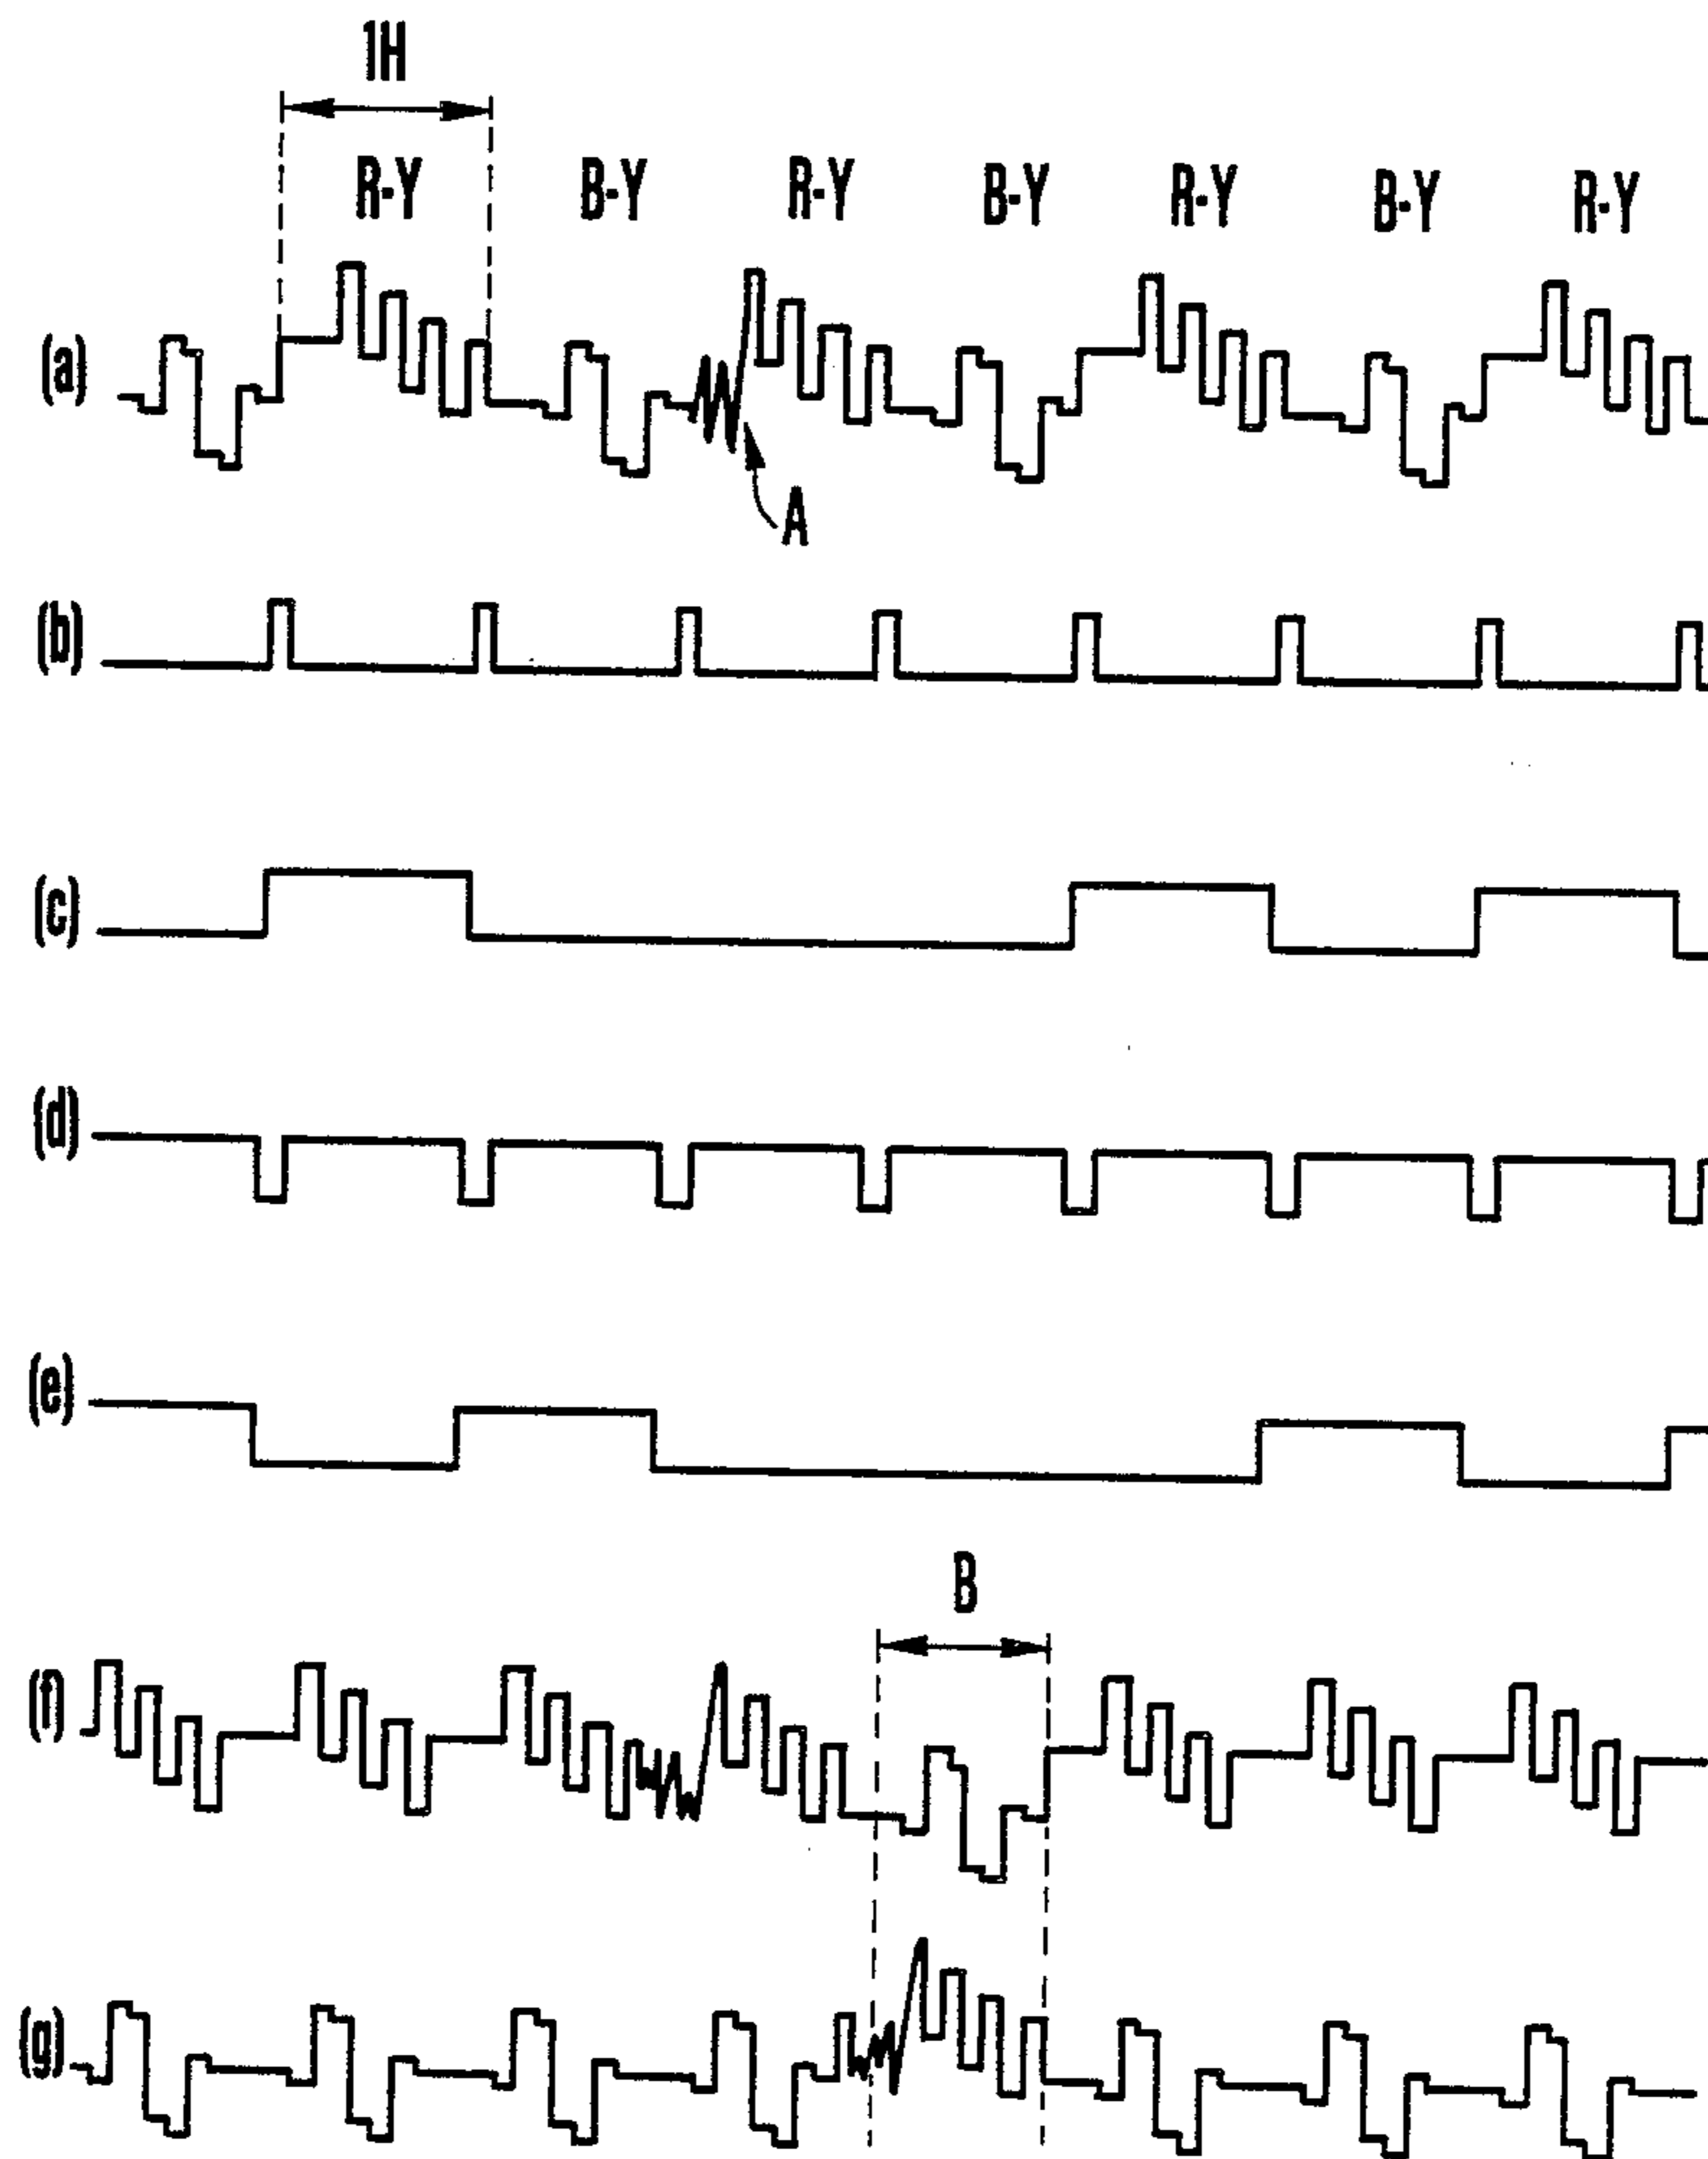 1H
R-Y B-Y R-Y B-Y R-Y B-Y R-Y
(a)
A
(b)
(c)
(d)
(e)
B
(f)
(g)